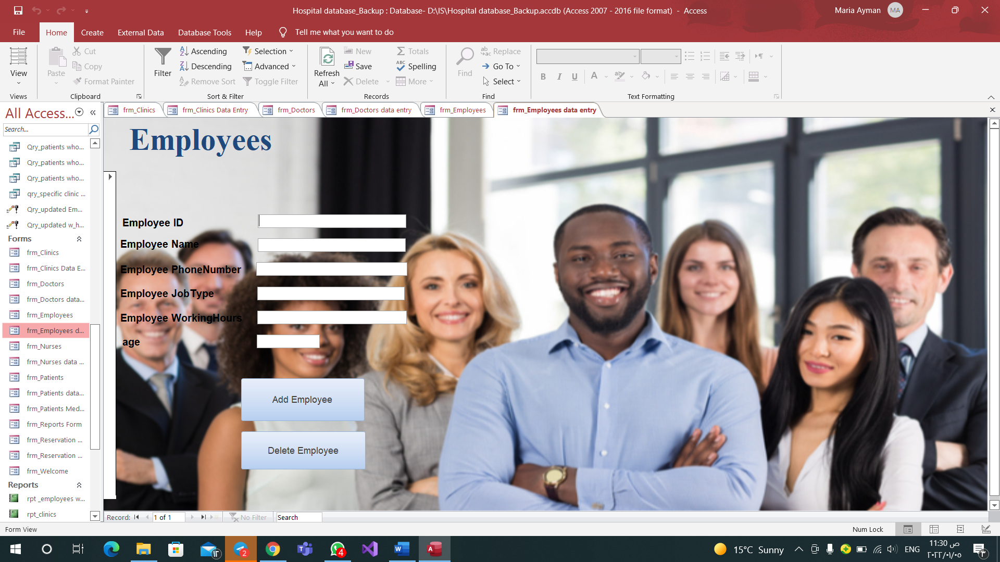 Hospital database_Backup : Database- D:\IS\Hospital database_Backup.accdb (Access 2007 - 2016 file format)  -  Access
Maria Ayman
MA
File
Home
Create
External Data
Database Tools
Help
Tell me what you want to do
View
Views
Paste
Cut
Copy
Format Painter
Clipboard
Filter
Ascending
Descending
Remove Sort
Selection
Advanced
Toggle Filter
Sort & Filter
Refresh All
New
Save
Delete
Totals
Spelling
More
Records
Find
Replace
Go To
Select
Find
Text Formatting
All Access...
Search...
Qry_patients who...
Qry_patients who...
Qry_patients who...
qry_specific clinic ...
Qry_updated Em...
Qry_updated w_h...
Forms
frm_Clinics
frm_Clinics Data E...
frm_Doctors
frm_Doctors data...
frm_Employees
frm_Employees d...
frm_Nurses
frm_Nurses data ...
frm_Patients
frm_Patients data...
frm_Patients Med...
frm_Reports Form
frm_Reservation ...
frm_Reservation ...
frm_Welcome
Reports
rpt _employees w...
rpt_clinics
frm_Clinics
frm_Clinics Data Entry
frm_Doctors
frm_Doctors data entry
frm_Employees
frm_Employees data entry
Employees
Employee ID
Employee Name
Employee PhoneNumber
Employee JobType
Employee WorkingHours
age
Add Employee
Delete Employee
Record:
1 of 1
No Filter
Search
Form View
Num Lock
١٣
2
4
15°C  Sunny
ENG
11:30 ص
٢٠٢٢/٠١/٠٥
٣